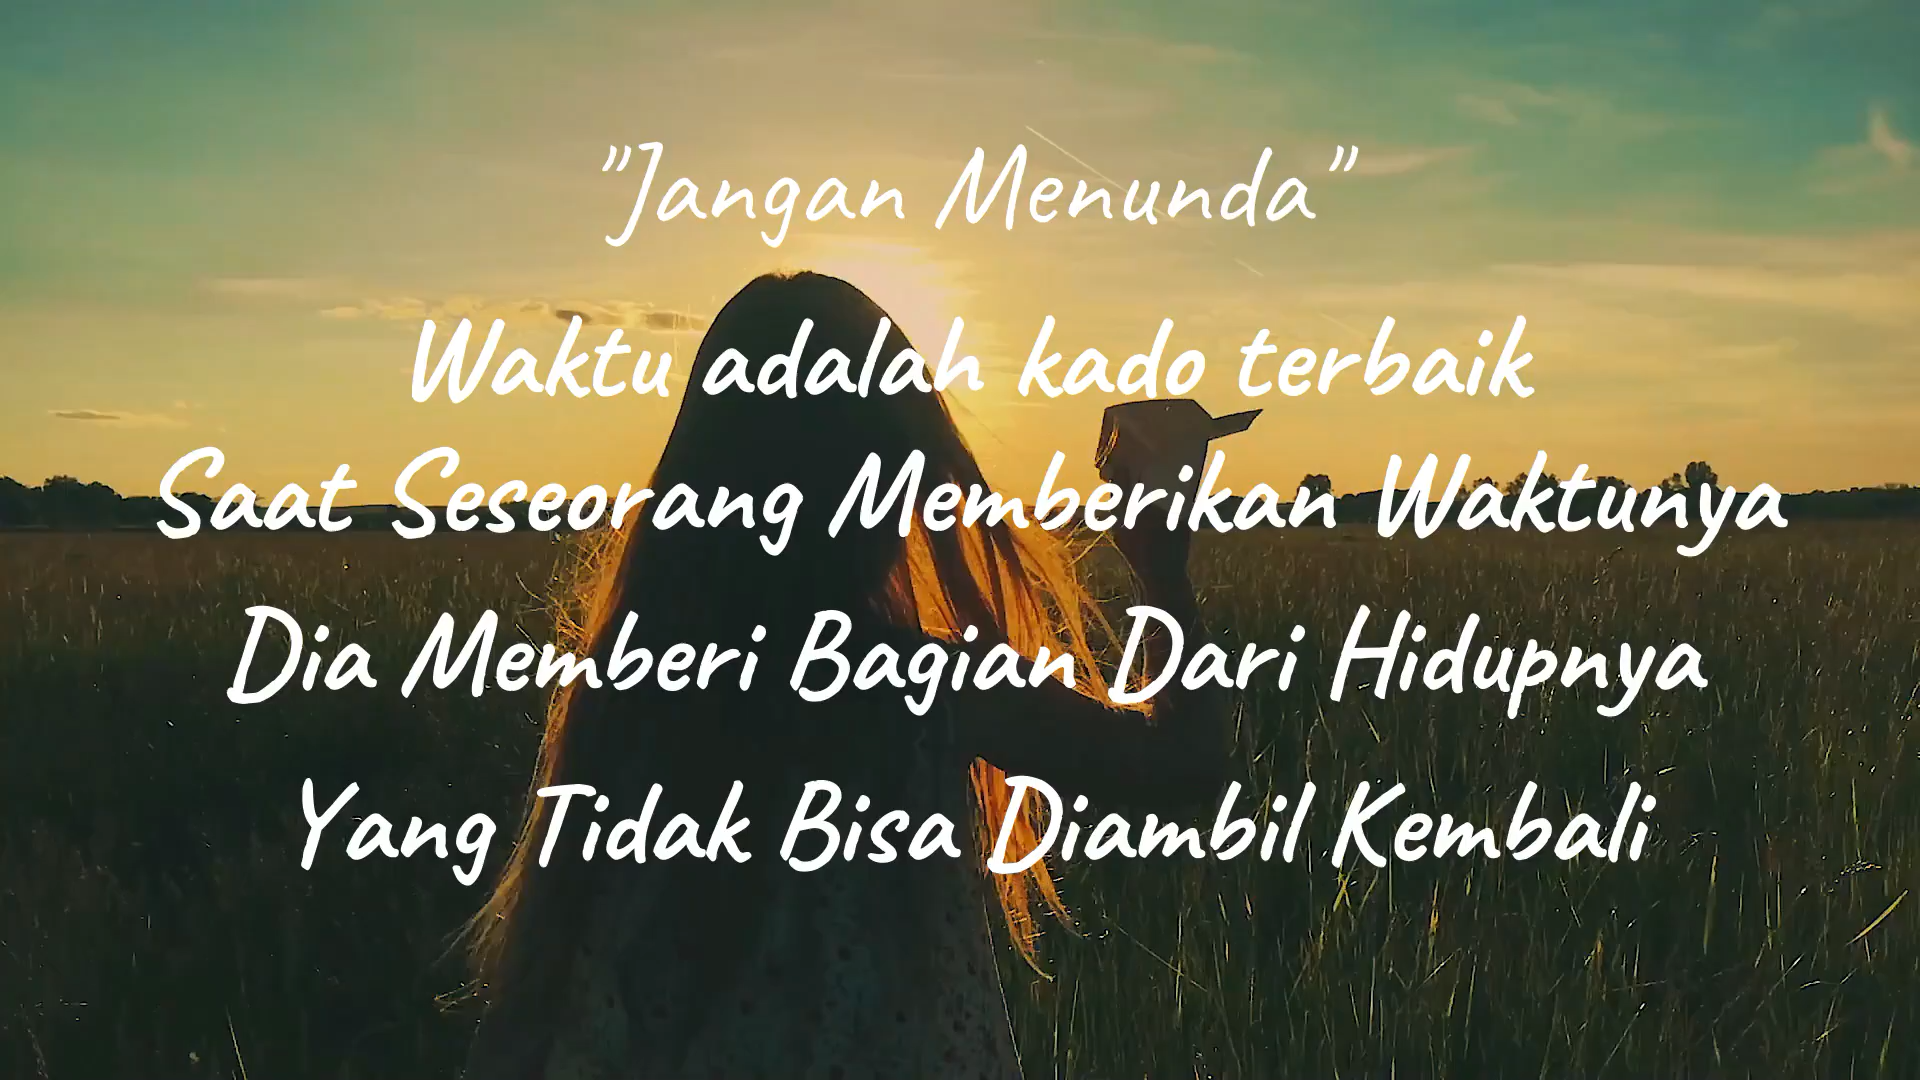 "Jangan Menunda"
Waktu adalah kado terbaik
Saat Seseorang Memberikan Waktunya
Dia Memberi Bagian Dari Hidupnya
Yang Tidak Bisa Diambil Kembali